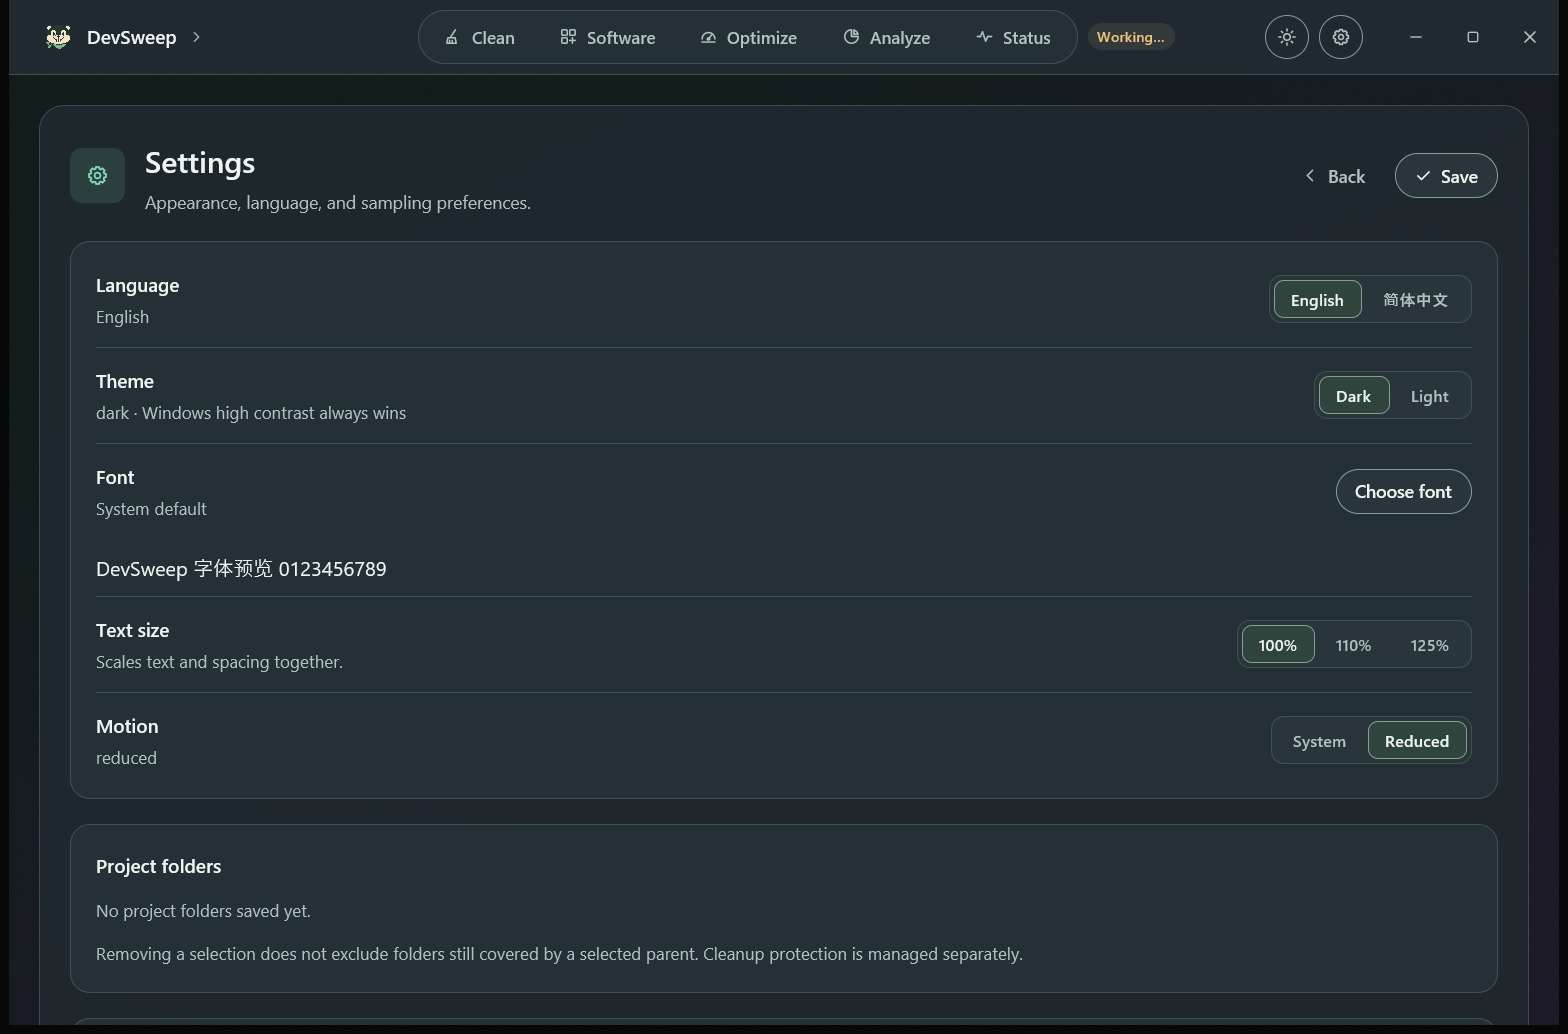 DevSweep
Clean
Software
Optimize
Analyze
Status
Working...
Settings
Appearance, language, and sampling preferences.
Back
Save
Language
English
English
简体中文
Theme
dark · Windows high contrast always wins
Dark
Light
Font
System default
Choose font
DevSweep 字体预览 0123456789
Text size
Scales text and spacing together.
100%
110%
125%
Motion
reduced
System
Reduced
Project folders
No project folders saved yet.
Removing a selection does not exclude folders still covered by a selected parent. Cleanup protection is managed separately.